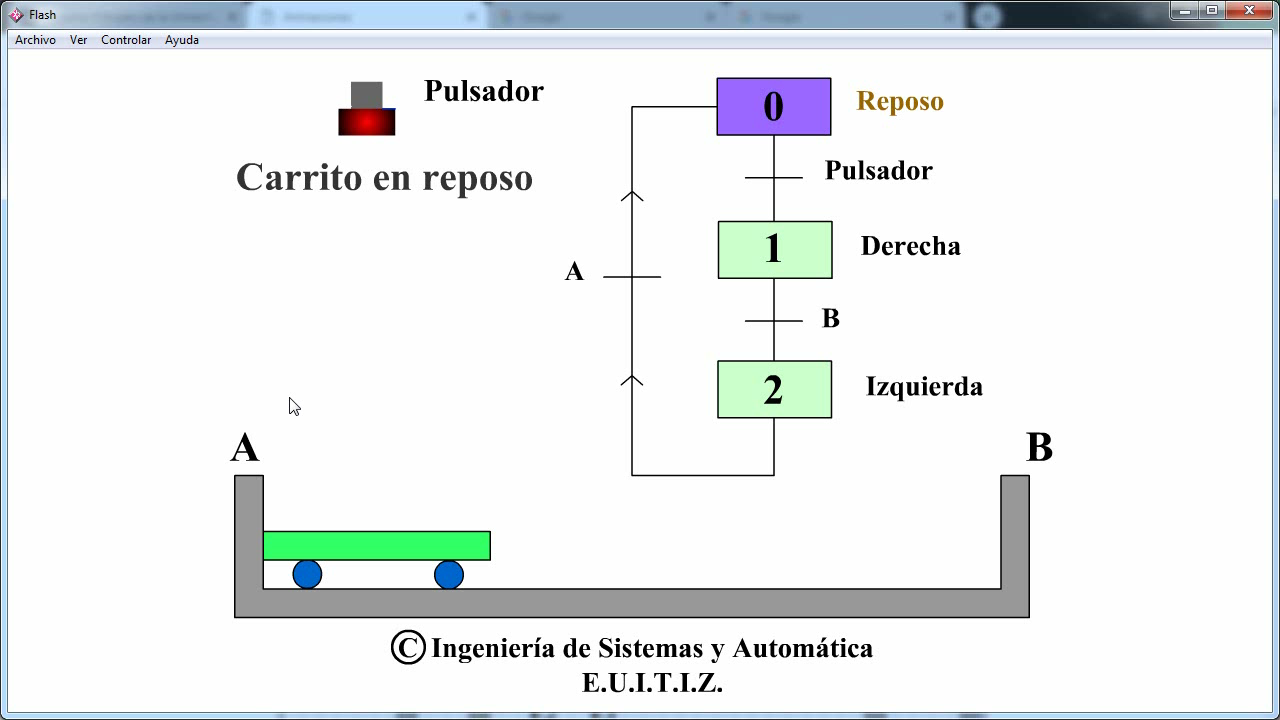 Flash
Archivo Ver Controlar Ayuda
Pulsador
Carrito en reposo
0
Reposo
Pulsador
1
Derecha
A
B
2
Izquierda
A
B
© Ingeniería de Sistemas y Automática
E.U.I.T.I.Z.